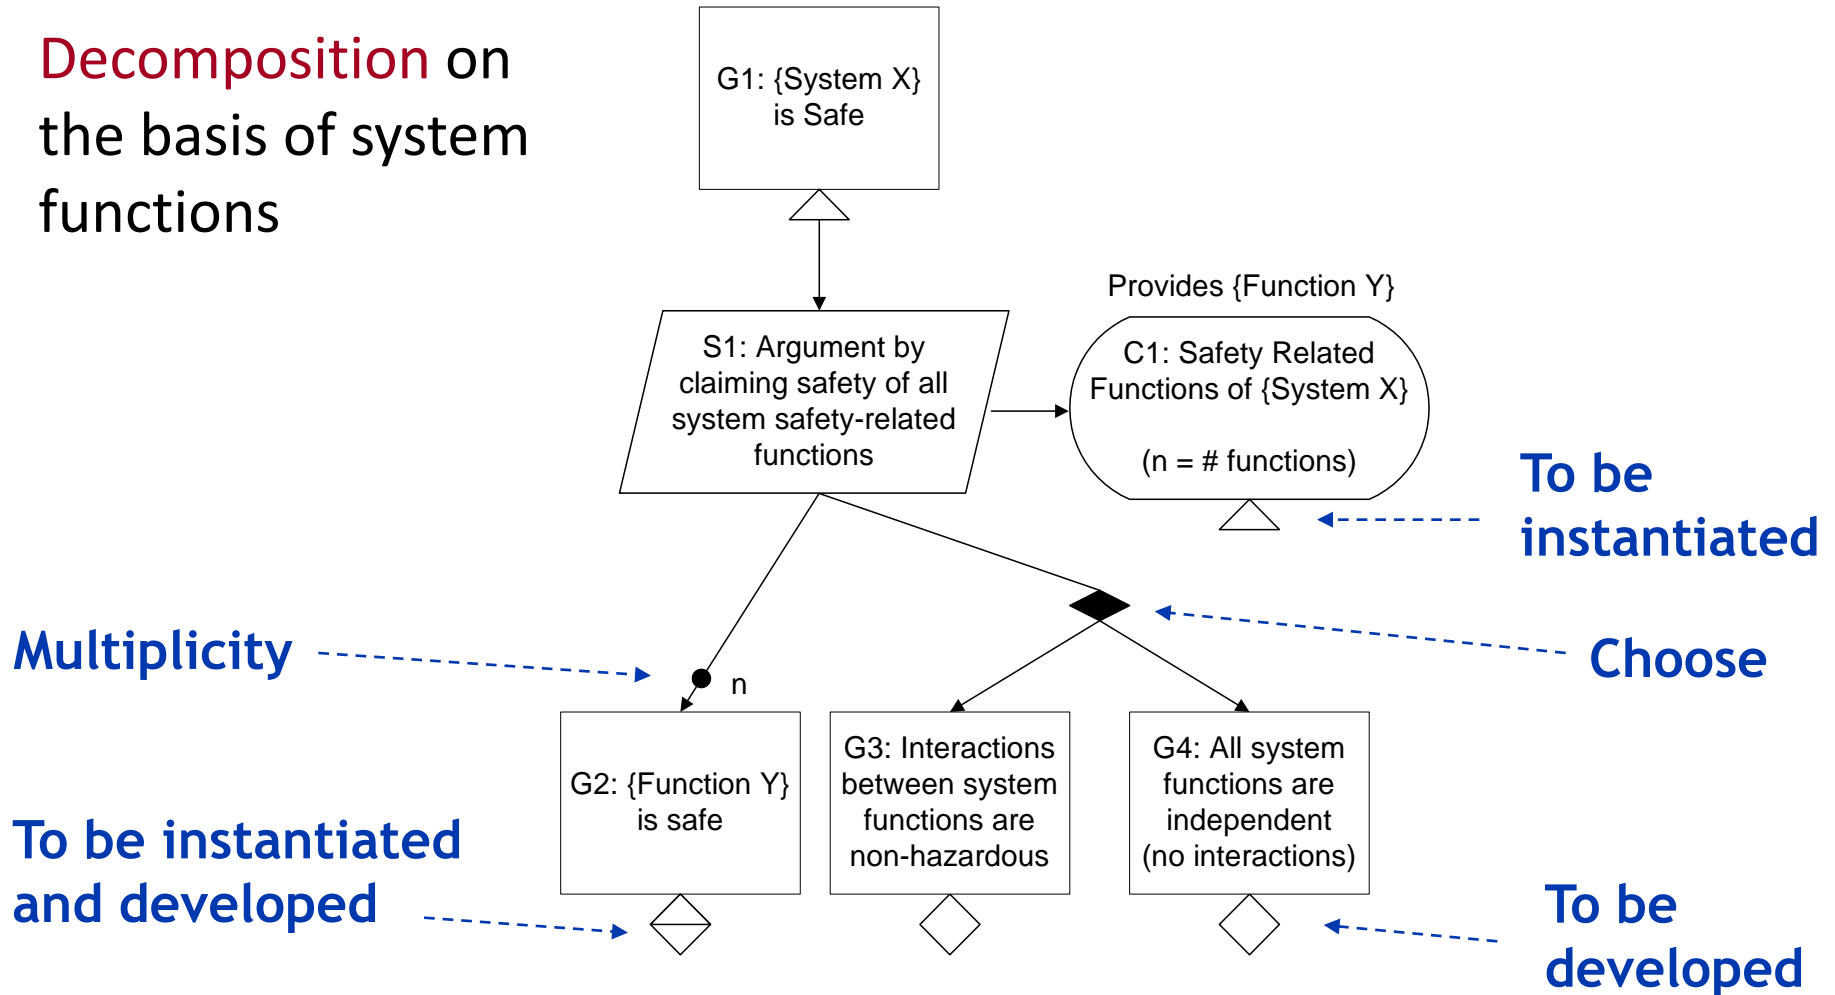 Decomposition on
the basis of system
functions
G1: {System X}
is Safe
Provides {Function Y}
S1: Argument by
claiming safety of all
system safety-related
functions
C1: Safety Related
Functions of {System X}
(n = # functions)
To be
instantiated
Multiplicity
n
Choose
G2: {Function Y}
is safe
G3: Interactions
between system
functions are
non-hazardous
G4: All system
functions are
independent
(no interactions)
To be instantiated
and developed
To be
developed